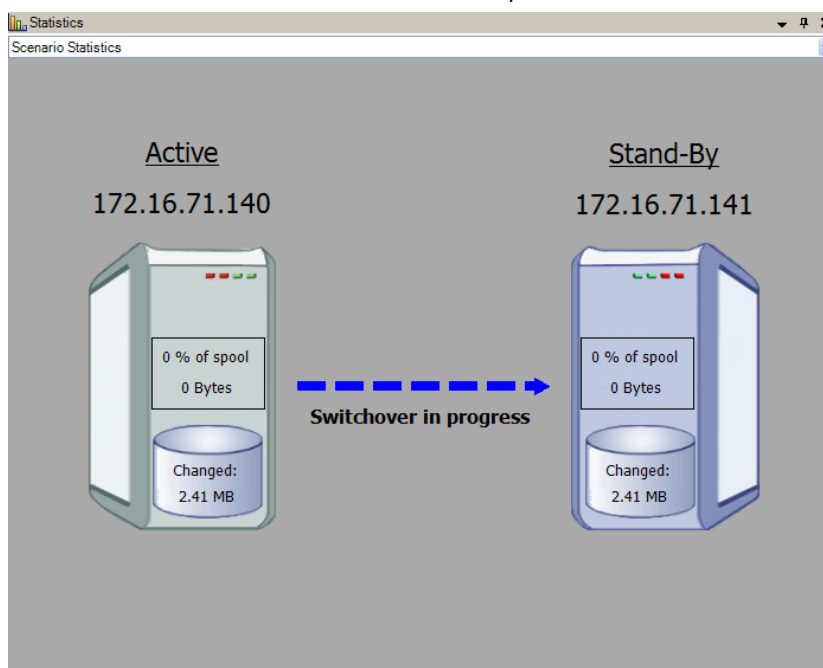 Statistics
Scenario Statistics
Active
Stand-By
172.16.71.140
172.16.71.141
0 % of spool
0 Bytes
0 % of spool
0 Bytes
Switchover in progress
Changed:
2.41 MB
Changed:
2.41 MB